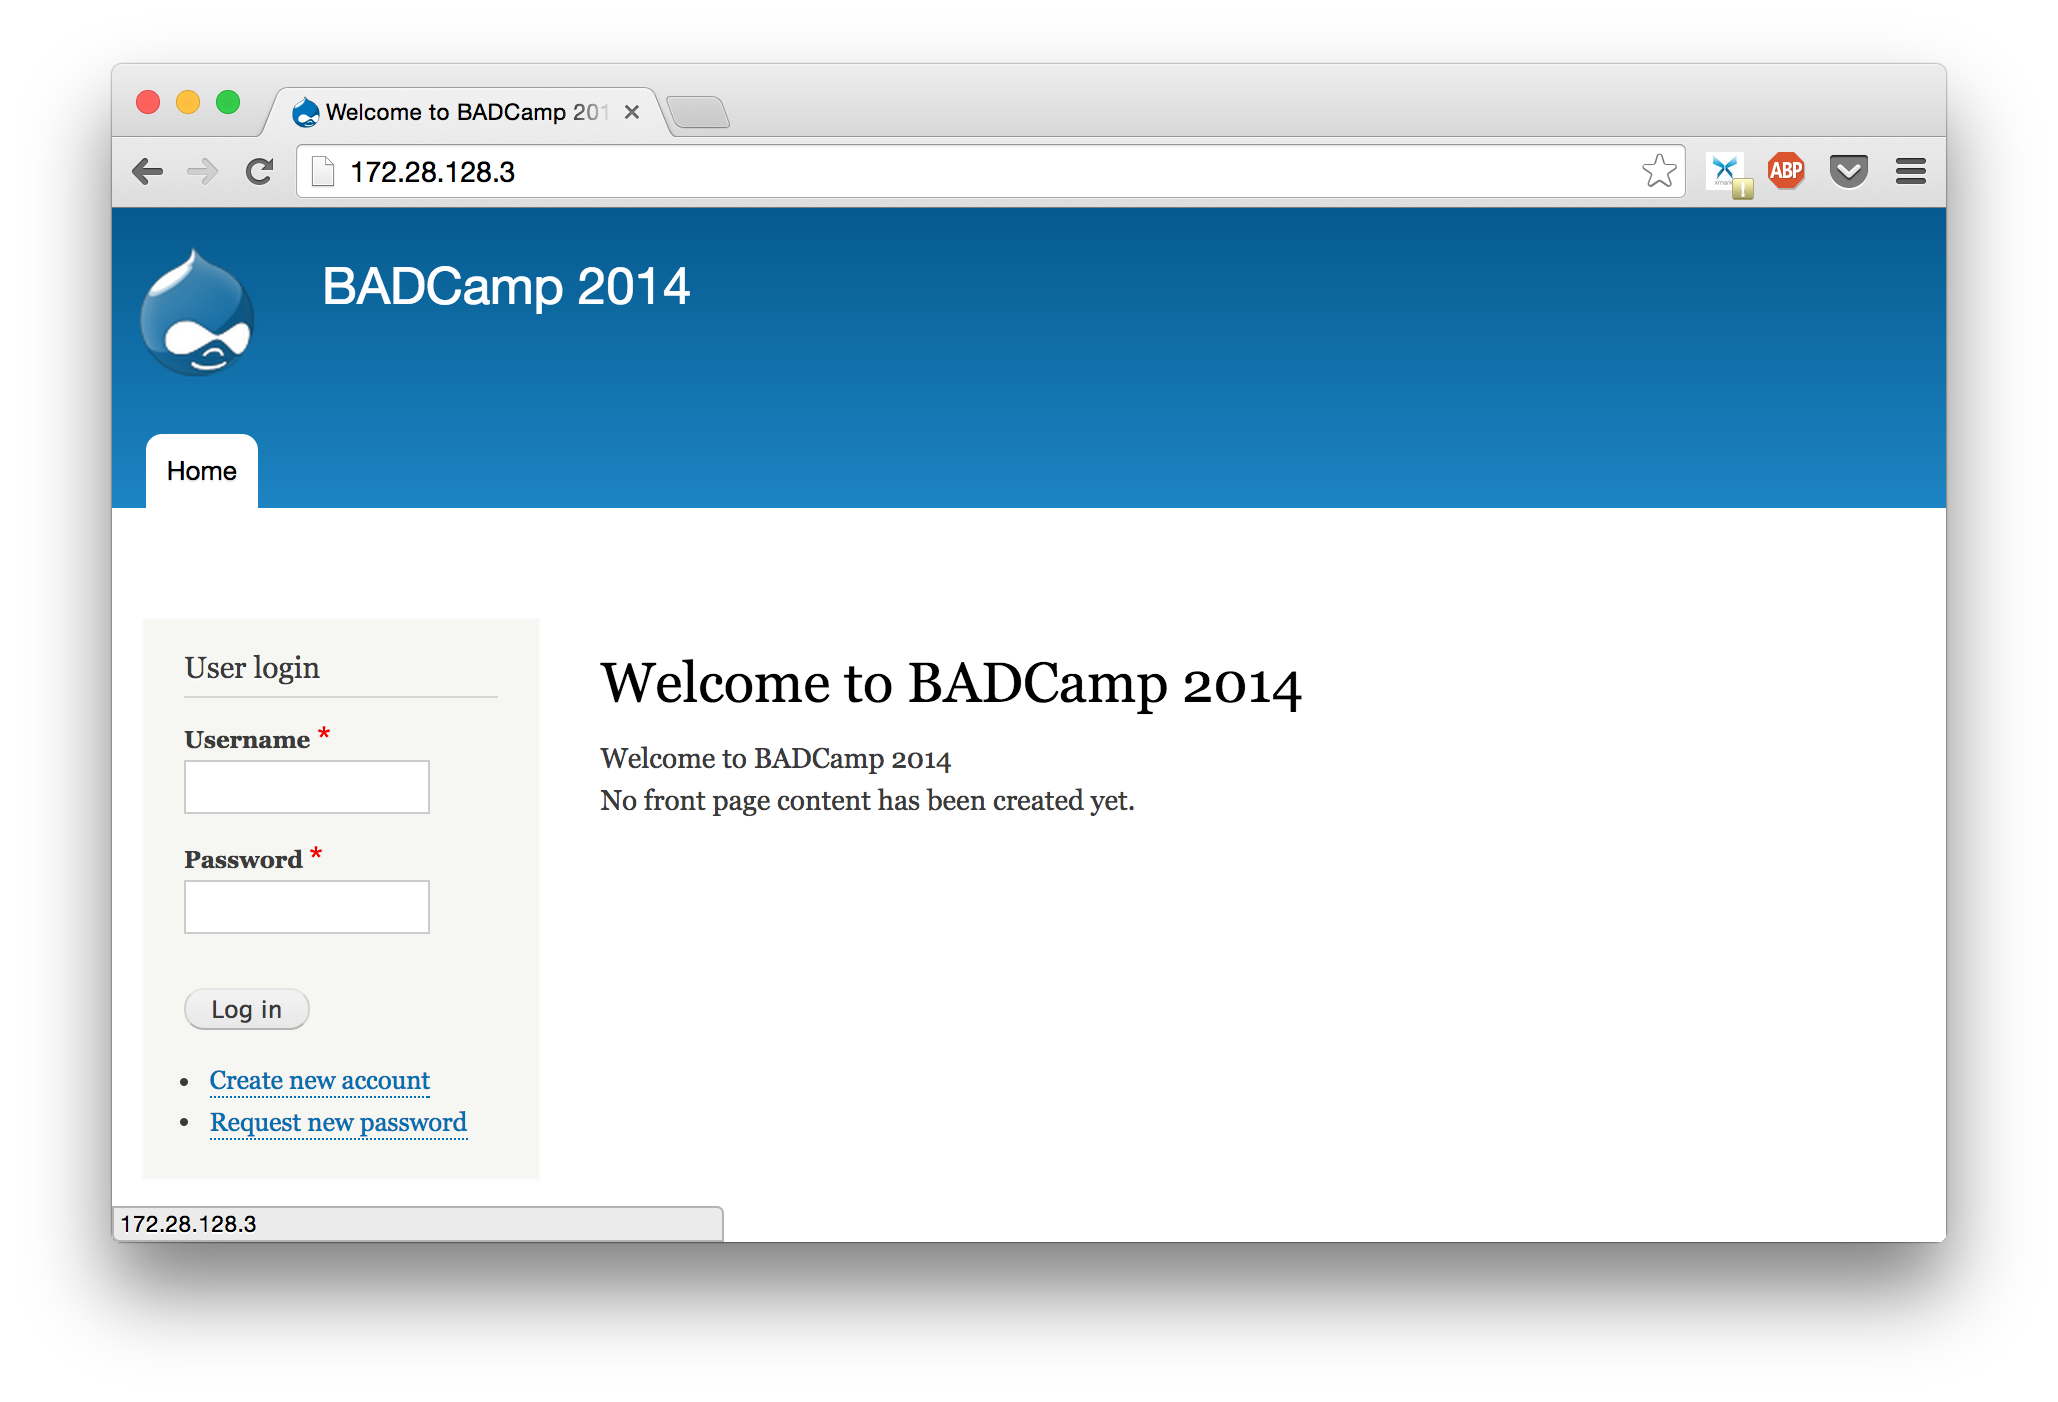 Welcome to BADCamp 201
172.28.128.3
ABP
BADCamp 2014
Home
User login
Username *
Password *
Log in
Create new account
Request new password
Welcome to BADCamp 2014
Welcome to BADCamp 2014
No front page content has been created yet.
172.28.128.3